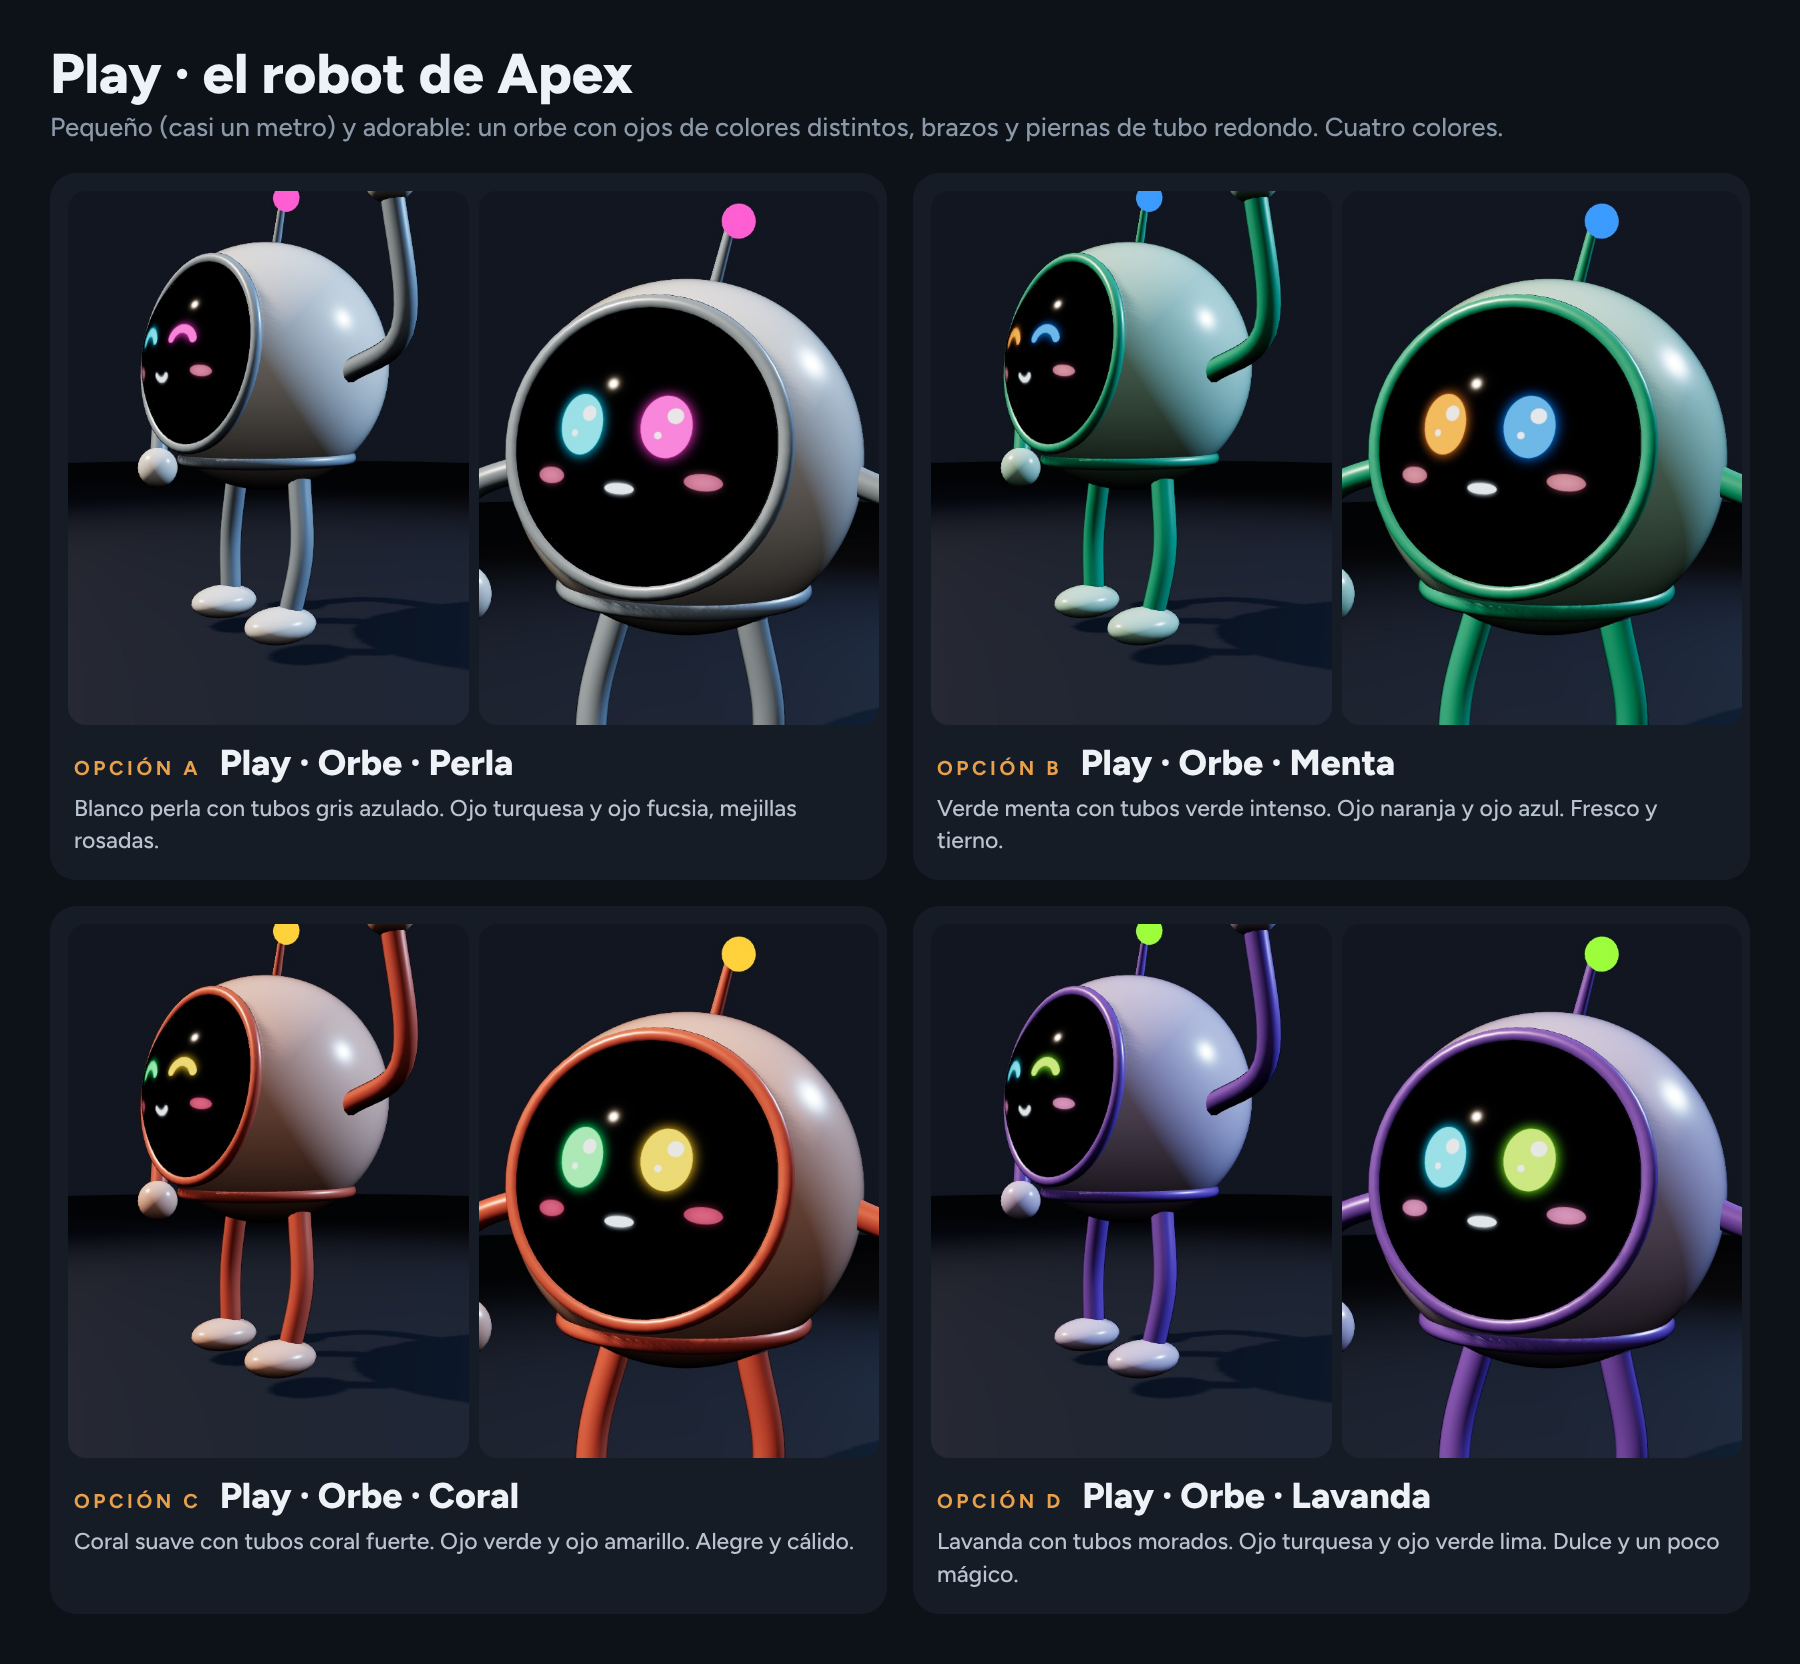 Play · el robot de Apex
Pequeño (casi un metro) y adorable: un orbe con ojos de colores distintos, brazos y piernas de tubo redondo. Cuatro colores.
OPCIÓN A Play · Orbe · Perla
Blanco perla con tubos gris azulado. Ojo turquesa y ojo fucsia, mejillas
rosadas.
OPCIÓN B Play · Orbe · Menta
Verde menta con tubos verde intenso. Ojo naranja y ojo azul. Fresco y
tierno.
OPCIÓN C Play · Orbe · Coral
Coral suave con tubos coral fuerte. Ojo verde y ojo amarillo. Alegre y cálido.
OPCIÓN D Play · Orbe · Lavanda
Lavanda con tubos morados. Ojo turquesa y ojo verde lima. Dulce y un poco
mágico.